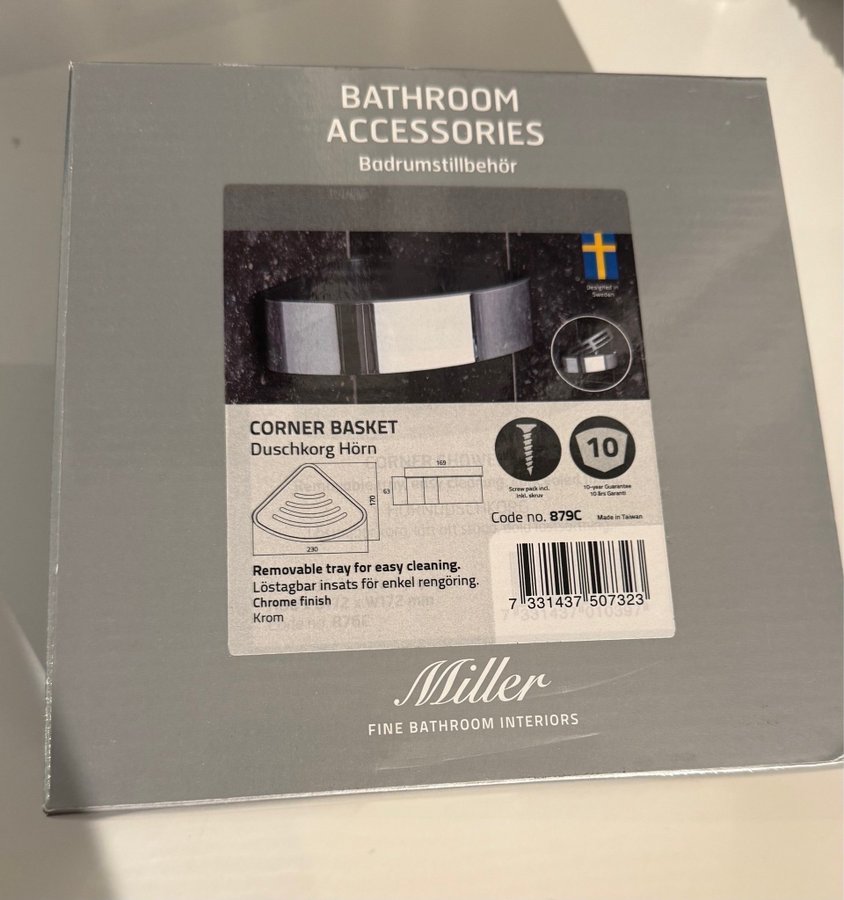 BATHROOM
ACCESSORIES
Badrumstillbehör
Designed in
Sweden
CORNER BASKET
Duschkorg Hörn
169
63
170
230
Screw pack incl.
Inkl. skruv
10
10-year Guarantee
10 års Garanti
Code no. 879C
Made in Taiwan
Removable tray for easy cleaning.
Löstagbar insats för enkel rengöring.
Chrome finish
Krom
7 331437 507323
Miller
FINE BATHROOM INTERIORS